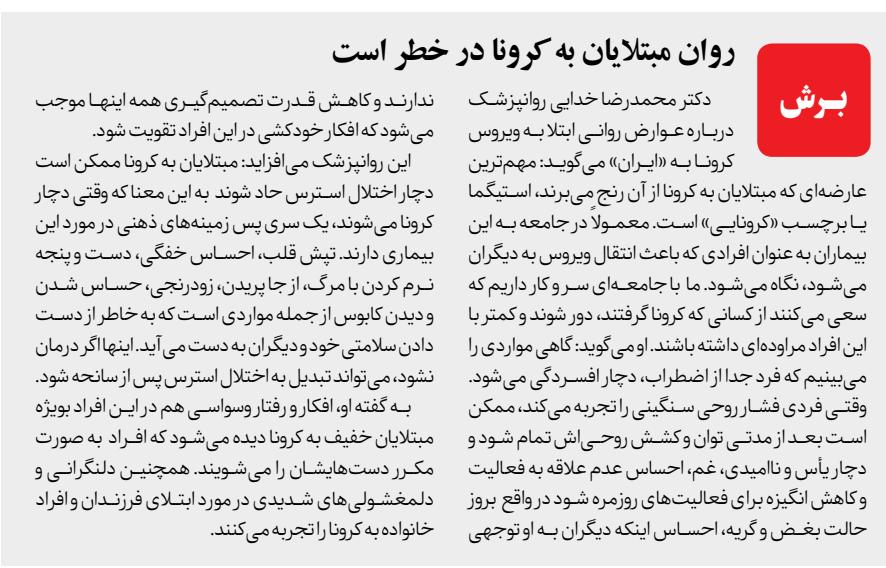 برش
روان مبتلایان به کرونا در خطر است
دکتر محمدرضا خدایی روانپزشک
درباره عوارض روانی ابتلا به ویروس
کرونا به «ایران» می‌گوید: مهم‌ترین
عارضه‌ای که مبتلایان به کرونا از آن رنج می‌برند، استیگما
یا برچسب «کرونایی» است. معمولاً در جامعه به این
بیماران به عنوان افرادی که باعث انتقال ویروس به دیگران
می‌شود، نگاه می‌شود. ما با جامعه‌ای سر و کار داریم که
سعی می‌کنند از کسانی که کرونا گرفتند، دور شوند و کمتر با
این افراد مراوده‌ای داشته باشند. او می‌گوید: گاهی مواردی را
می‌بینیم که فرد جدا از اضطراب، دچار افسردگی می‌شود.
وقتی فردی فشار روحی سنگینی را تجربه می‌کند، ممکن
است بعد از مدتی توان و کشش روحی‌اش تمام شود و
دچار یأس و ناامیدی، غم، احساس عدم علاقه به فعالیت
و کاهش انگیزه برای فعالیت‌های روزمره شود در واقع بروز
حالت بغض و گریه، احساس اینکه دیگران به او توجهی
ندارند و کاهش قدرت تصمیم‌گیری همه اینها موجب
می‌شود که افکار خودکشی در این افراد تقویت شود.
این روانپزشک می‌افزاید: مبتلایان به کرونا ممکن است
دچار اختلال استرس حاد شوند به این معنا که وقتی دچار
کرونا می‌شوند، یک سری پس زمینه‌های ذهنی در مورد این
بیماری دارند. تپش قلب، احساس خفگی، دست و پنجه
نرم کردن با مرگ، از جا پریدن، زودرنجی، حساس شدن
و دیدن کابوس از جمله مواردی است که به خاطر از دست
دادن سلامتی خود و دیگران به دست می‌آید. اینها اگر درمان
نشود، می‌تواند تبدیل به اختلال استرس پس از سانحه شود.
به گفته او، افکار و رفتار وسواسی هم در این افراد بویژه
مبتلایان خفیف به کرونا دیده می‌شود که افراد به صورت
مکرر دست‌هایشان را می‌شویند. همچنین دلنگرانی و
دلمغشولی‌های شدیدی در مورد ابتلای فرزندان و افراد
خانواده به کرونا را تجربه می‌کنند.